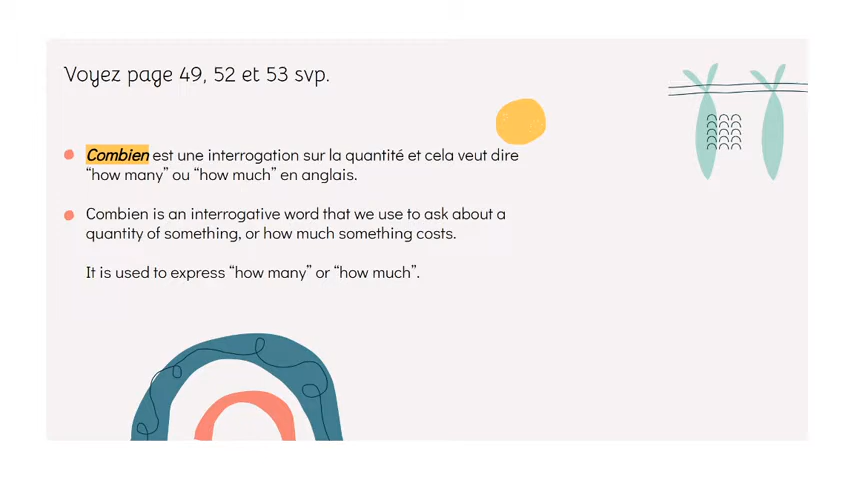 Voyez page 49, 52 et 53 svp.
Combien est une interrogation sur la quantité et cela veut dire
“how many” ou “how much” en anglais.
Combien is an interrogative word that we use to ask about a
quantity of something, or how much something costs.
It is used to express “how many” or “how much”.